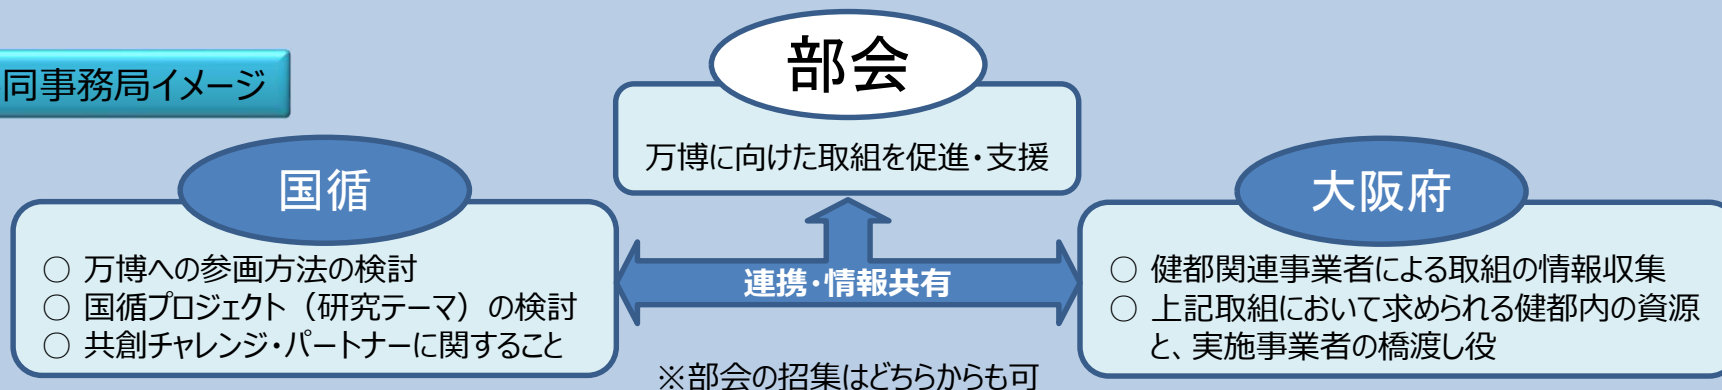 同事務局イメージ
部会
万博に向けた取組を促進・支援
国循
○ 万博への参画方法の検討
○ 国循プロジェクト（研究テーマ）の検討
○ 共創チャレンジ・パートナーに関すること
連携・情報共有
※部会の招集はどちらからも可
大阪府
○ 健都関連事業者による取組の情報収集
○ 上記取組において求められる健都内の資源
と、実施事業者の橋渡し役